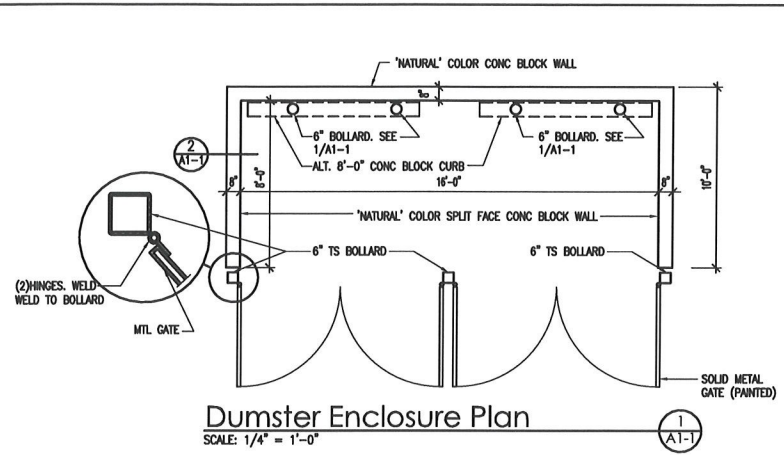 'NATURAL' COLOR CONC BLOCK WALL
8"
6" BOLLARD. SEE
1/A1-1
6" BOLLARD. SEE
1/A1-1
2
A1-1
ALT. 8'-0" CONC BLOCK CURB
8"
8'-0"
16'-0"
8"
10'-0"
'NATURAL' COLOR SPLIT FACE CONC BLOCK WALL
6" TS BOLLARD
6" TS BOLLARD
(2)HINGES. WELD
WELD TO BOLLARD
MTL GATE
SOLID METAL
GATE (PAINTED)
Dumster Enclosure Plan
SCALE: 1/4" = 1'-0"
1
A1-1